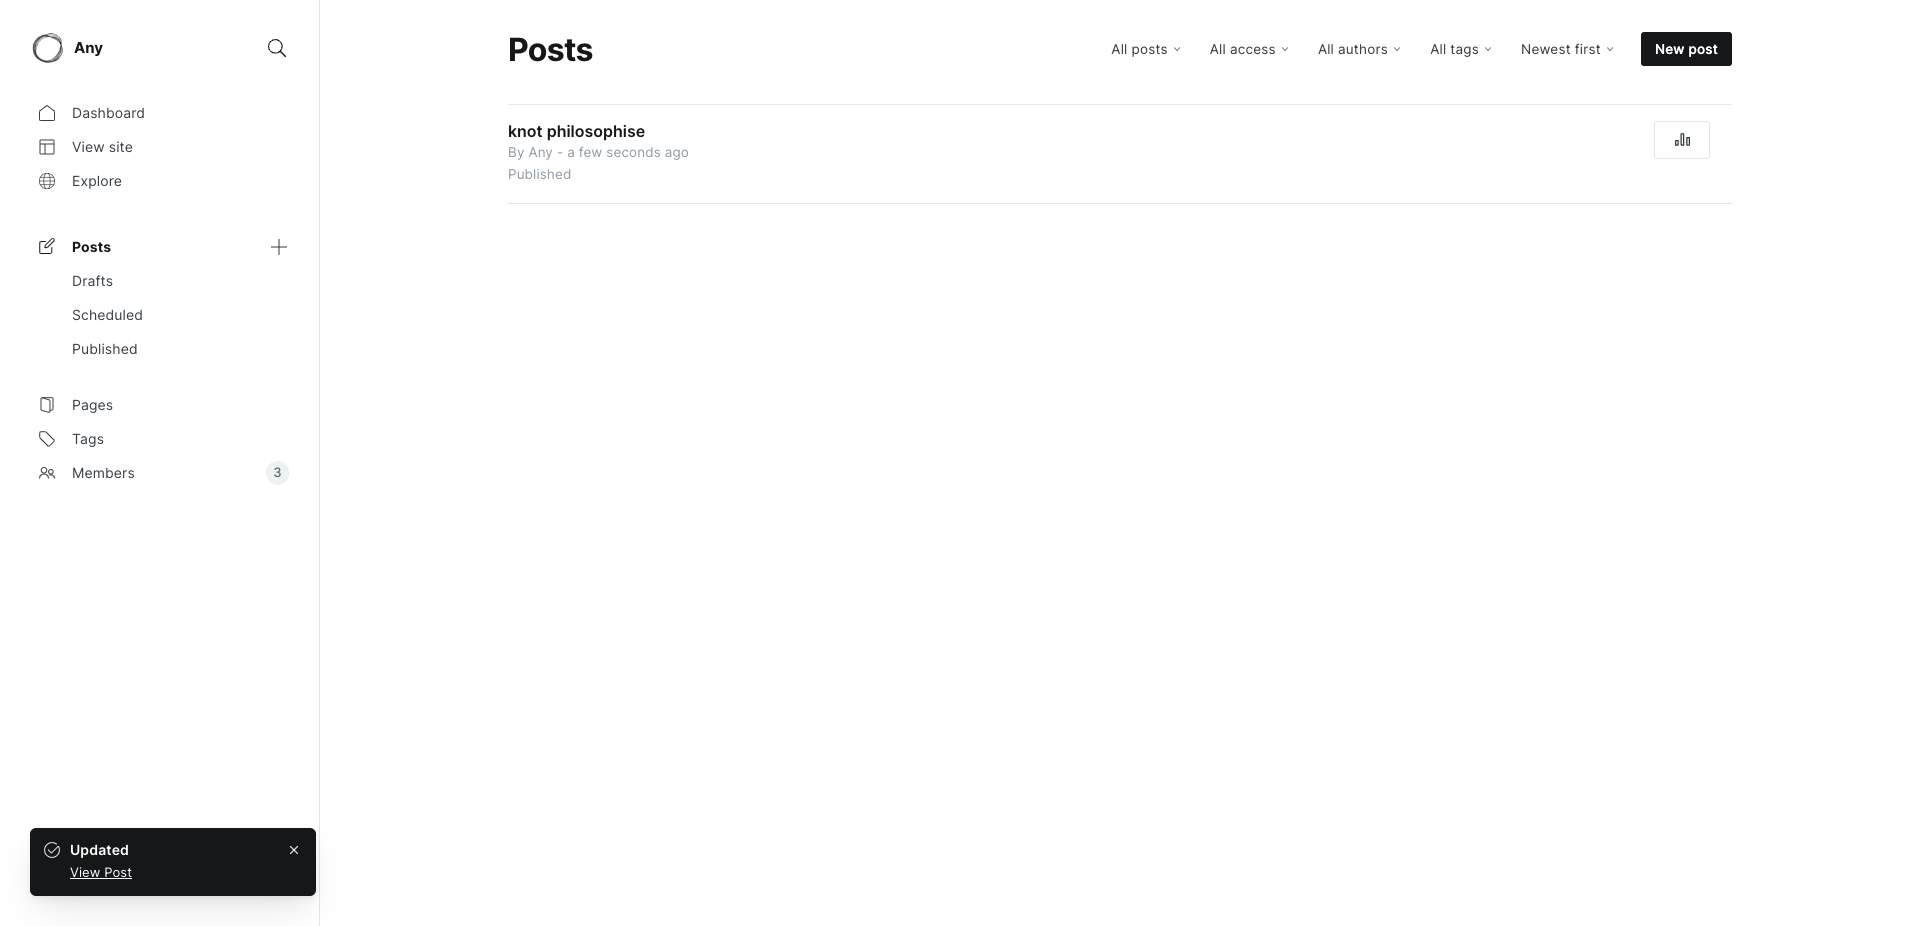 Any
Dashboard
View site
Explore
Posts
Drafts
Scheduled
Published
Pages
Tags
Members 3
Updated
View Post
Posts
All posts All access All authors All tags Newest first New post
knot philosophise
By Any - a few seconds ago
Published